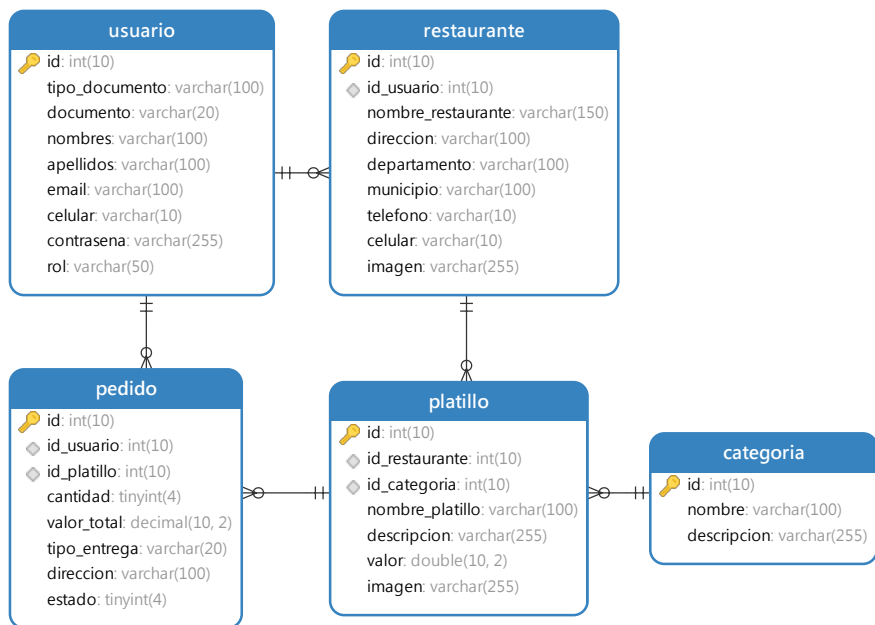 usuario
id: int(10)
tipo_documento: varchar(100)
documento: varchar(20)
nombres: varchar(100)
apellidos: varchar(100)
email: varchar(100)
celular: varchar(10)
contrasena: varchar(255)
rol: varchar(50)
restaurante
id: int(10)
id_usuario: int(10)
nombre_restaurante: varchar(150)
direccion: varchar(100)
departamento: varchar(100)
municipio: varchar(100)
telefono: varchar(10)
celular: varchar(10)
imagen: varchar(255)
pedido
id: int(10)
id_usuario: int(10)
id_platillo: int(10)
cantidad: tinyint(4)
valor_total: decimal(10, 2)
tipo_entrega: varchar(20)
direccion: varchar(100)
estado: tinyint(4)
platillo
id: int(10)
id_restaurante: int(10)
id_categoria: int(10)
nombre_platillo: varchar(100)
descripcion: varchar(255)
valor: double(10, 2)
imagen: varchar(255)
categoria
id: int(10)
nombre: varchar(100)
descripcion: varchar(255)